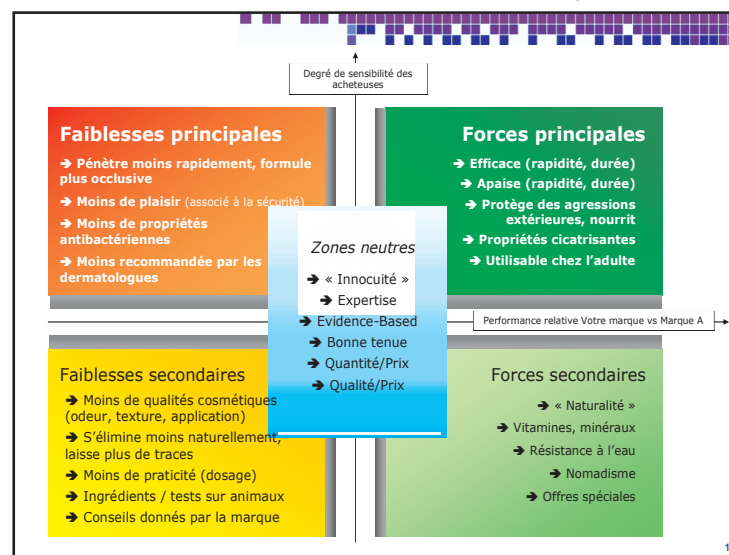 Degré de sensibilité des
acheteuses
Faiblesses principales
➔ Pénètre moins rapidement, formule
plus occlusive
➔ Moins de plaisir (associé à la sécurité)
➔ Moins de propriétés
antibactériennes
➔ Moins recommandée par les
dermatologues
Forces principales
➔ Efficace (rapidité, durée)
➔ Apaise (rapidité, durée)
➔ Protège des agressions
extérieures, nourrit
➔ Propriétés cicatrisantes
➔ Utilisable chez l’adulte
Zones neutres
➔ « Innocuité »
➔ Expertise
➔ Evidence-Based
➔ Bonne tenue
➔ Quantité/Prix
➔ Qualité/Prix
Performance relative Votre marque vs Marque A
Faiblesses secondaires
➔ Moins de qualités cosmétiques
(odeur, texture, application)
➔ S’élimine moins naturellement,
laisse plus de traces
➔ Moins de praticité (dosage)
➔ Ingrédients / tests sur animaux
➔ Conseils donnés par la marque
Forces secondaires
➔ « Naturalité »
➔ Vitamines, minéraux
➔ Résistance à l’eau
➔ Nomadisme
➔ Offres spéciales
1